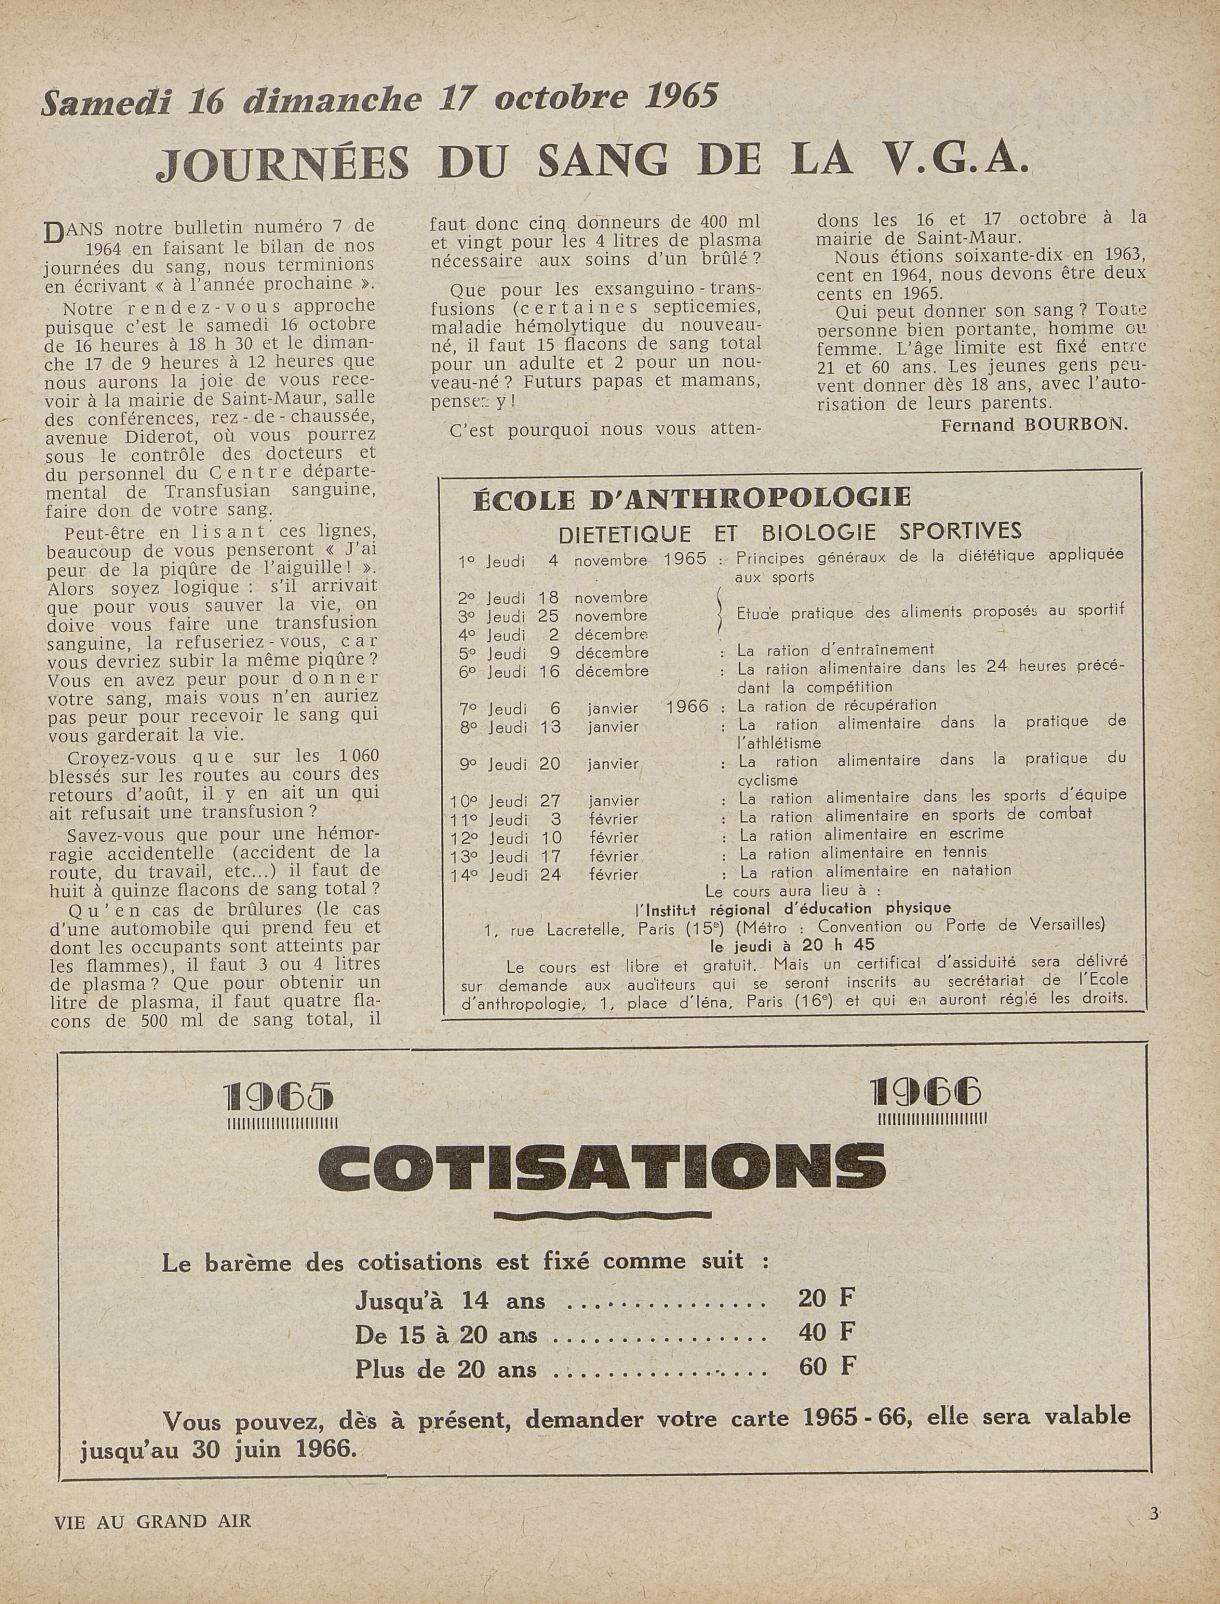 Samedi 16 dimanche 17 octobre 1965
JOURNÉES DU SANG DE LA V.G.A.
DANS notre bulletin numéro 7 de
1964 en faisant le bilan de nos
journées du sang, nous terminions
en écrivant « à l'année prochaine ».
Notre rendez-vous approche
puisque c'est le samedi 16 octobre
de 16 heures à 18 h 30 et le diman-
che 17 de 9 heures à 12 heures que
nous aurons la joie de vous rece-
voir à la mairie de Saint-Maur, salle
des conférences, rez-de-chaussée,
avenue Diderot, où vous pourrez
sous le contrôle des docteurs et
du personnel du Centre départe-
mental de Transfusian sanguine,
faire don de votre sang.
Peut-être en lisant ces lignes,
beaucoup de vous penseront « J'ai
peur de la piqûre de l'aiguille! ».
Alors soyez logique : s'il arrivait
que pour vous sauver la vie, on
doive vous faire une transfusion
sanguine, la refuseriez-vous, car
vous devriez subir la même piqûre ?
Vous en avez peur pour donner
votre sang, mais vous n'en auriez
pas peur pour recevoir le sang qui
vous garderait la vie.
Croyez-vous que sur les 1 060
blessés sur les routes au cours des
retours d'août, il y en ait un qui
ait refusait une transfusion ?
Savez-vous que pour une hémor-
ragie accidentelle (accident de la
route, du travail, etc...) il faut de
huit à quinze flacons de sang total ?
Qu'en cas de brûlures (le cas
d'une automobile qui prend feu et
dont les occupants sont atteints par
les flammes), il faut 3 ou 4 litres
de plasma ? Que pour obtenir un
litre de plasma, il faut quatre fla-
cons de 500 ml de sang total, il
faut donc cinq donneurs de 400 ml
et vingt pour les 4 litres de plasma
nécessaire aux soins d'un brûlé ?
Que pour les exsanguino-trans-
fusions (certaines septicemies,
maladie hémolytique du nouveau-
né, il faut 15 flacons de sang total
pour un adulte et 2 pour un nou-
veau-né ? Futurs papas et mamans,
pensez y !
C'est pourquoi nous vous atten-
dons les 16 et 17 octobre à la
mairie de Saint-Maur.
Nous étions soixante-dix en 1963,
cent en 1964, nous devons être deux
cents en 1965.
Qui peut donner son sang ? Toute
personne bien portante, homme ou
femme. L'âge limite est fixé entre
21 et 60 ans. Les jeunes gens peu-
vent donner dès 18 ans, avec l'auto-
risation de leurs parents.
Fernand BOURBON.
ÉCOLE D'ANTHROPOLOGIE
DIETETIQUE ET BIOLOGIE SPORTIVES
1° Jeudi 4 novembre 1965 : Principes généraux de la diététique appliquée
aux sports
2° Jeudi 18 novembre
3° Jeudi 25 novembre } Etude pratique des aliments proposés au sportif
4° Jeudi 2 décembre
5° Jeudi 9 décembre : La ration d'entraînement
6° Jeudi 16 décembre : La ration alimentaire dans les 24 heures précé-
dant la compétition
7° Jeudi 6 janvier 1966 : La ration de récupération
8° Jeudi 13 janvier : La ration alimentaire dans la pratique de
l'athlétisme
9° Jeudi 20 janvier : La ration alimentaire dans la pratique du
cyclisme
10° Jeudi 27 janvier : La ration alimentaire dans les sports d'équipe
11° Jeudi 3 février : La ration alimentaire en sports de combat
12° Jeudi 10 février : La ration alimentaire en escrime
13° Jeudi 17 février : La ration alimentaire en tennis
14° Jeudi 24 février : La ration alimentaire en natation
Le cours aura lieu à :
l'Institut régional d'éducation physique
1, rue Lacretelle, Paris (15e) (Métro : Convention ou Porte de Versailles)
le jeudi à 20 h 45
Le cours est libre et gratuit. Mais un certificat d'assiduité sera délivré
sur demande aux auditeurs qui se seront inscrits au secrétariat de l'Ecole
d'anthropologie, 1, place d'Iéna, Paris (16e) et qui en auront réglé les droits.
1965 1966
COTISATIONS
Le barème des cotisations est fixé comme suit :
Jusqu'à 14 ans ............... 20 F
De 15 à 20 ans ................ 40 F
Plus de 20 ans ................ 60 F
Vous pouvez, dès à présent, demander votre carte 1965-66, elle sera valable
jusqu'au 30 juin 1966.
VIE AU GRAND AIR 3